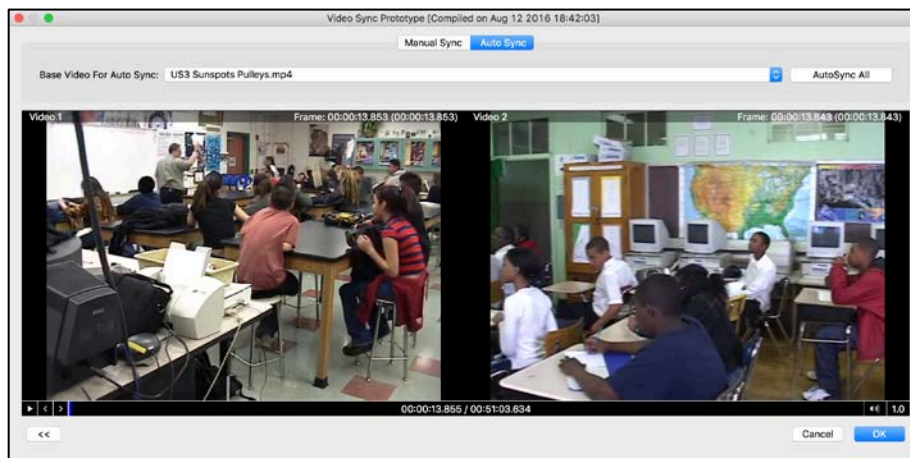 Video Sync Prototype [Compiled on Aug 12 2016 18:42:03]
Manual Sync Auto Sync
Base Video For Auto Sync: US3 Sunspots Pulleys.mp4 AutoSync All
Video 1 Frame: 00:00:13.853 (00:00:13.853) Video 2 Frame: 00:00:13.843 (00:00:13.843)
00:00:13.855 / 00:51:03.634 1.0
<< Cancel OK